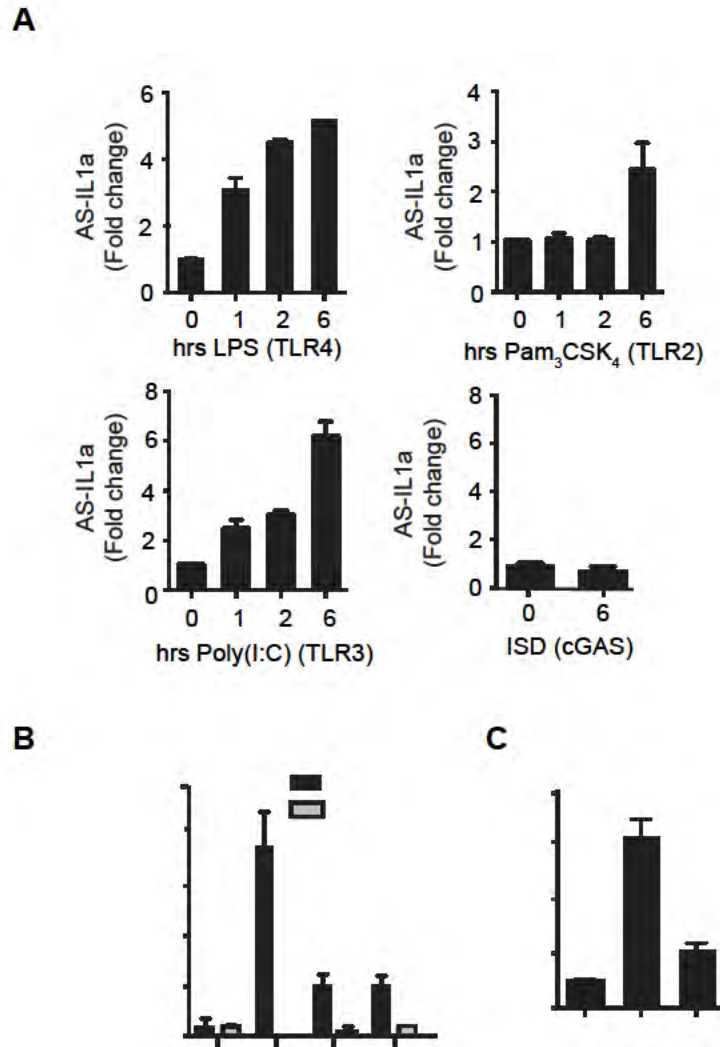 A
AS-IL1a
(Fold change)
6
4
2
0
0 1 2 6
hrs LPS (TLR4)
AS-IL1a
(Fold change)
4
3
2
1
0
0 1 2 6
hrs Pam₃CSK₄ (TLR2)
AS-IL1a
(Fold change)
8
6
4
2
0
0 1 2 6
hrs Poly(I:C) (TLR3)
AS-IL1a
(Fold change)
8
6
4
2
0
0 6
ISD (cGAS)
B
C